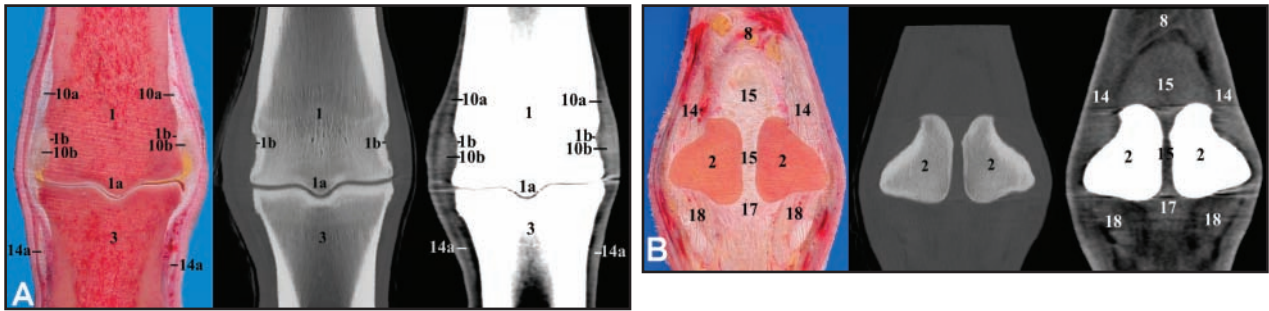 10a 10a 10a 10a
1 1 1
1b 1b 1b 1b 1b 1b
10b 10b 10b 10b
1a 1a 1a
3 3 3
14a 14a 14a 14a
A
8 8
15 15
14 14 14 14
2 15 2 2 2 2 15 2
18 17 18 17
18 18
B